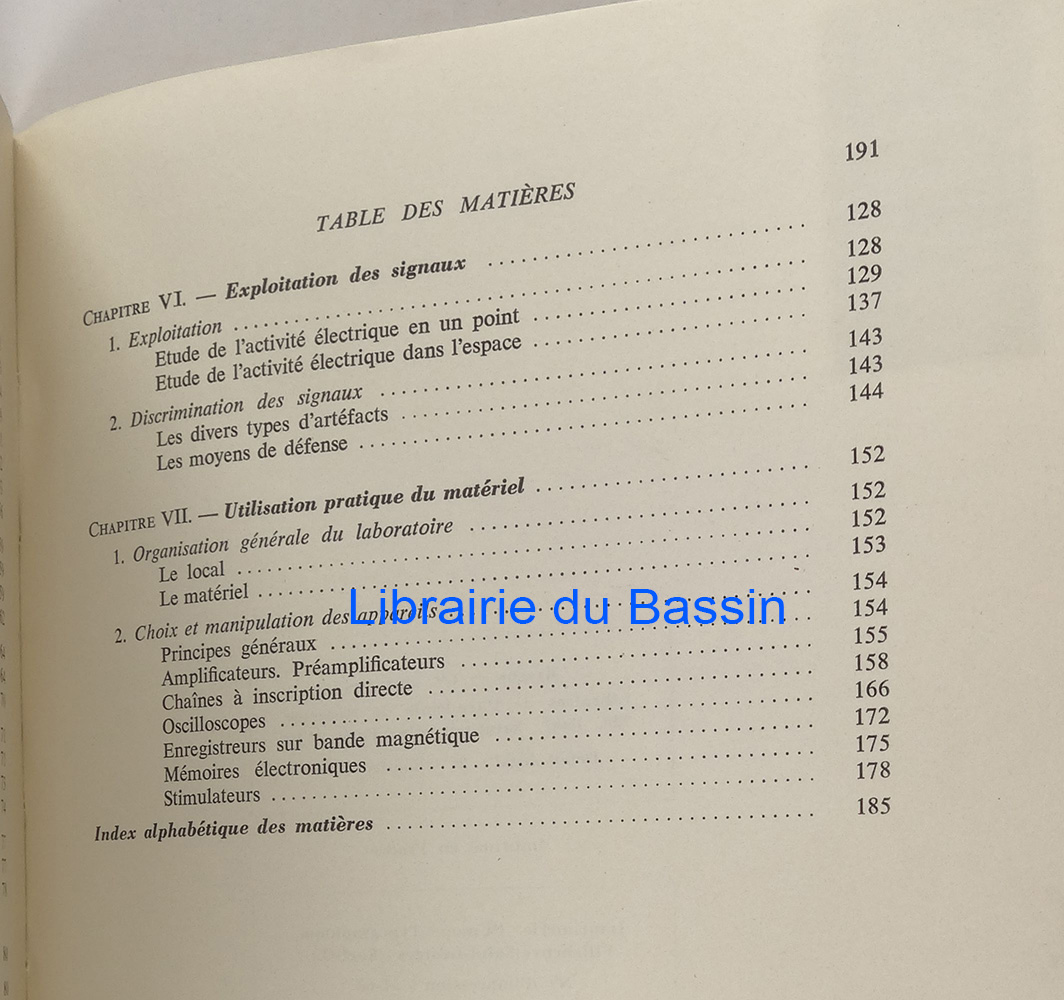 191
TABLE DES MATIÈRES
CHAPITRE VI. — Exploitation des signaux 128
1. Exploitation 128
Etude de l'activité électrique en un point 129
Etude de l'activité électrique dans l'espace 137
2. Discrimination des signaux 143
Les divers types d'artéfacts 143
Les moyens de défense 144
CHAPITRE VII. — Utilisation pratique du matériel 152
1. Organisation générale du laboratoire 152
Le local 152
Le matériel 153
2. Choix et manipulation des appareils 154
Principes généraux 154
Amplificateurs. Préamplificateurs 155
Chaînes à inscription directe 158
Oscilloscopes 166
Enregistreurs sur bande magnétique 172
Mémoires électroniques 175
Stimulateurs 178
Index alphabétique des matières 185
Librairie du Bassin